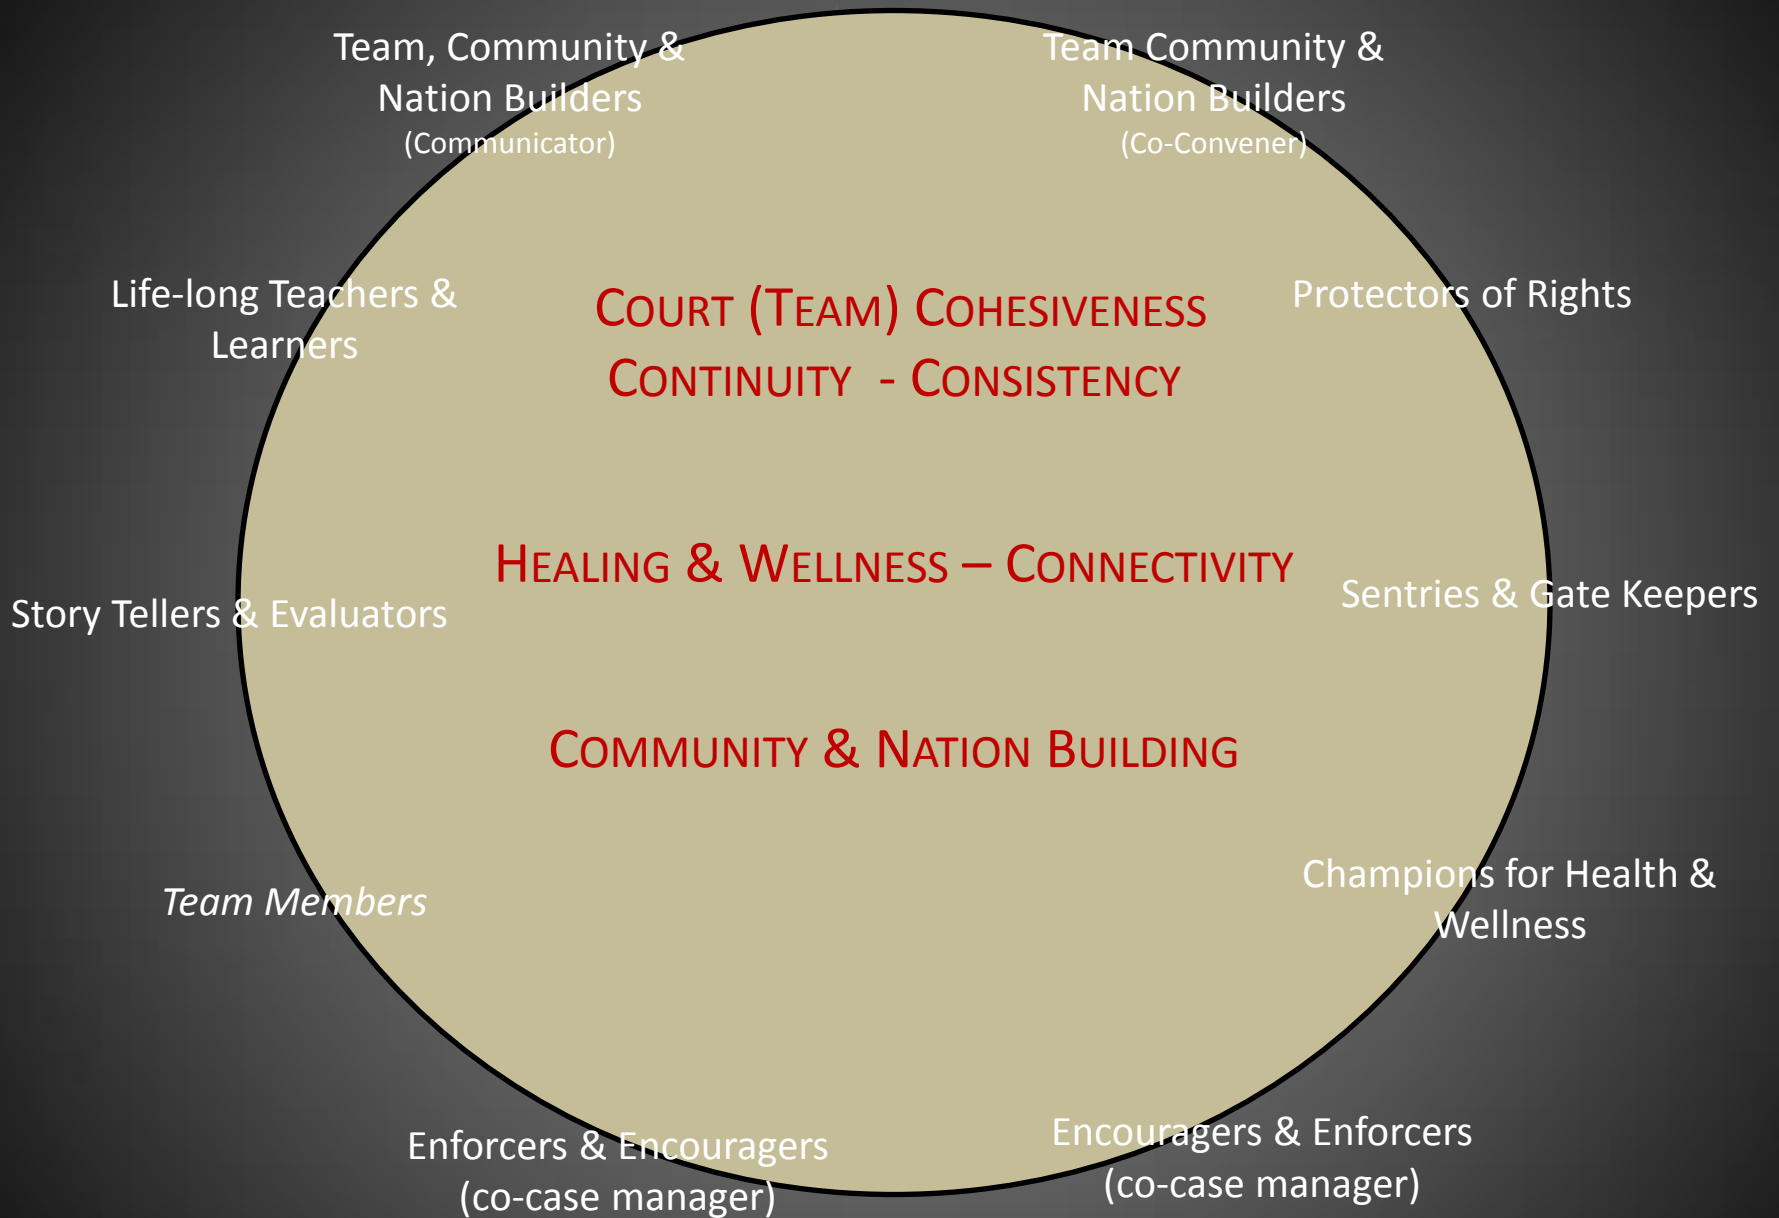 Team, Community &
Nation Builders
(Communicator)
Team Community &
Nation Builders
(Co-Convener)
Life-long Teachers &
Learners
COURT (TEAM) COHESIVENESS
CONTINUITY - CONSISTENCY
Protectors of Rights
HEALING & WELLNESS – CONNECTIVITY
Story Tellers & Evaluators
Sentries & Gate Keepers
COMMUNITY & NATION BUILDING
Team Members
Champions for Health &
Wellness
Enforcers & Encouragers
(co-case manager)
Encouragers & Enforcers
(co-case manager)